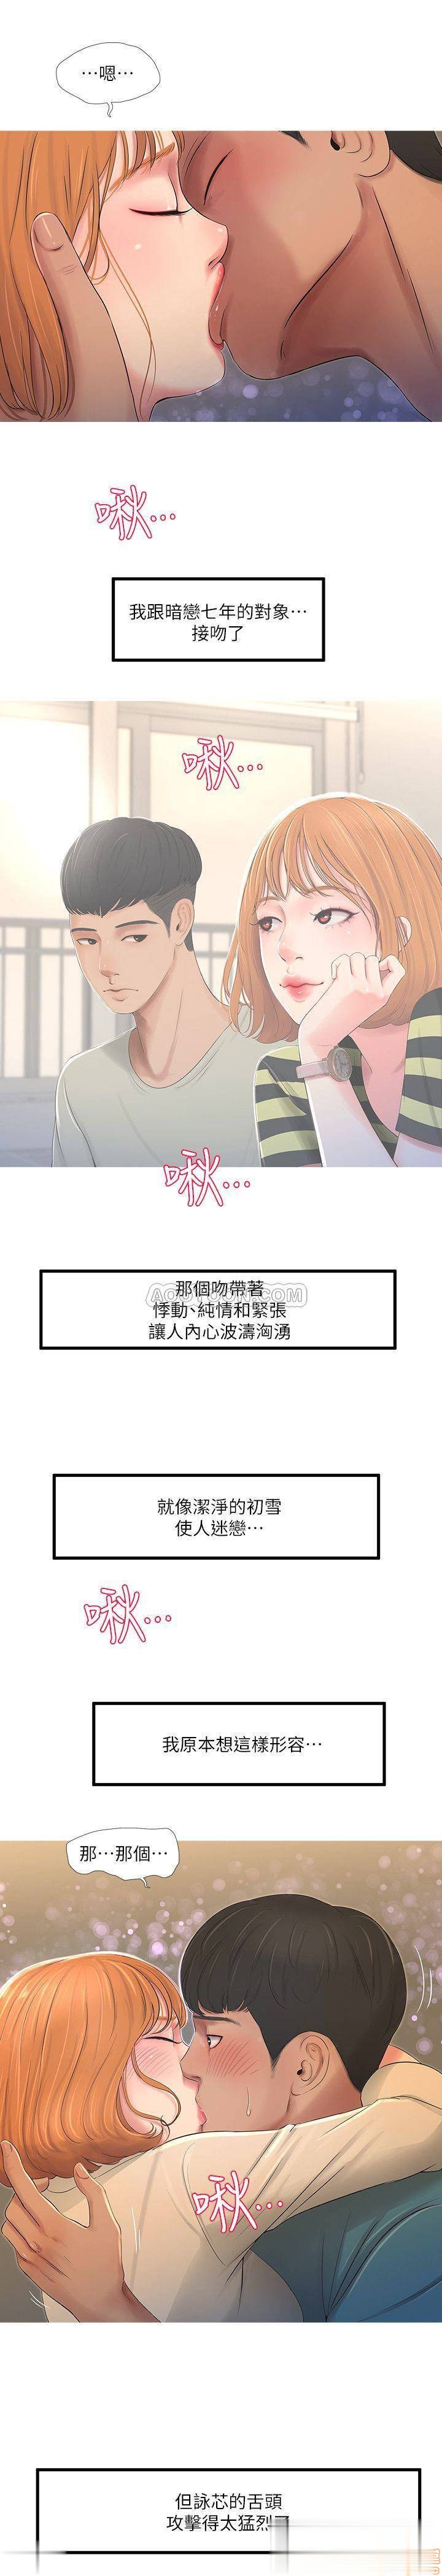 …嗯…
啾…
我跟暗戀七年的對象…
接吻了
啾…
啾…
那個吻帶著
悸動、純情和緊張
讓人內心波濤洶湧
就像潔淨的初雪
使人迷戀…
啾…
我原本想這樣形容…
那…那個…
啾…
但詠芯的舌頭
攻擊得太猛烈